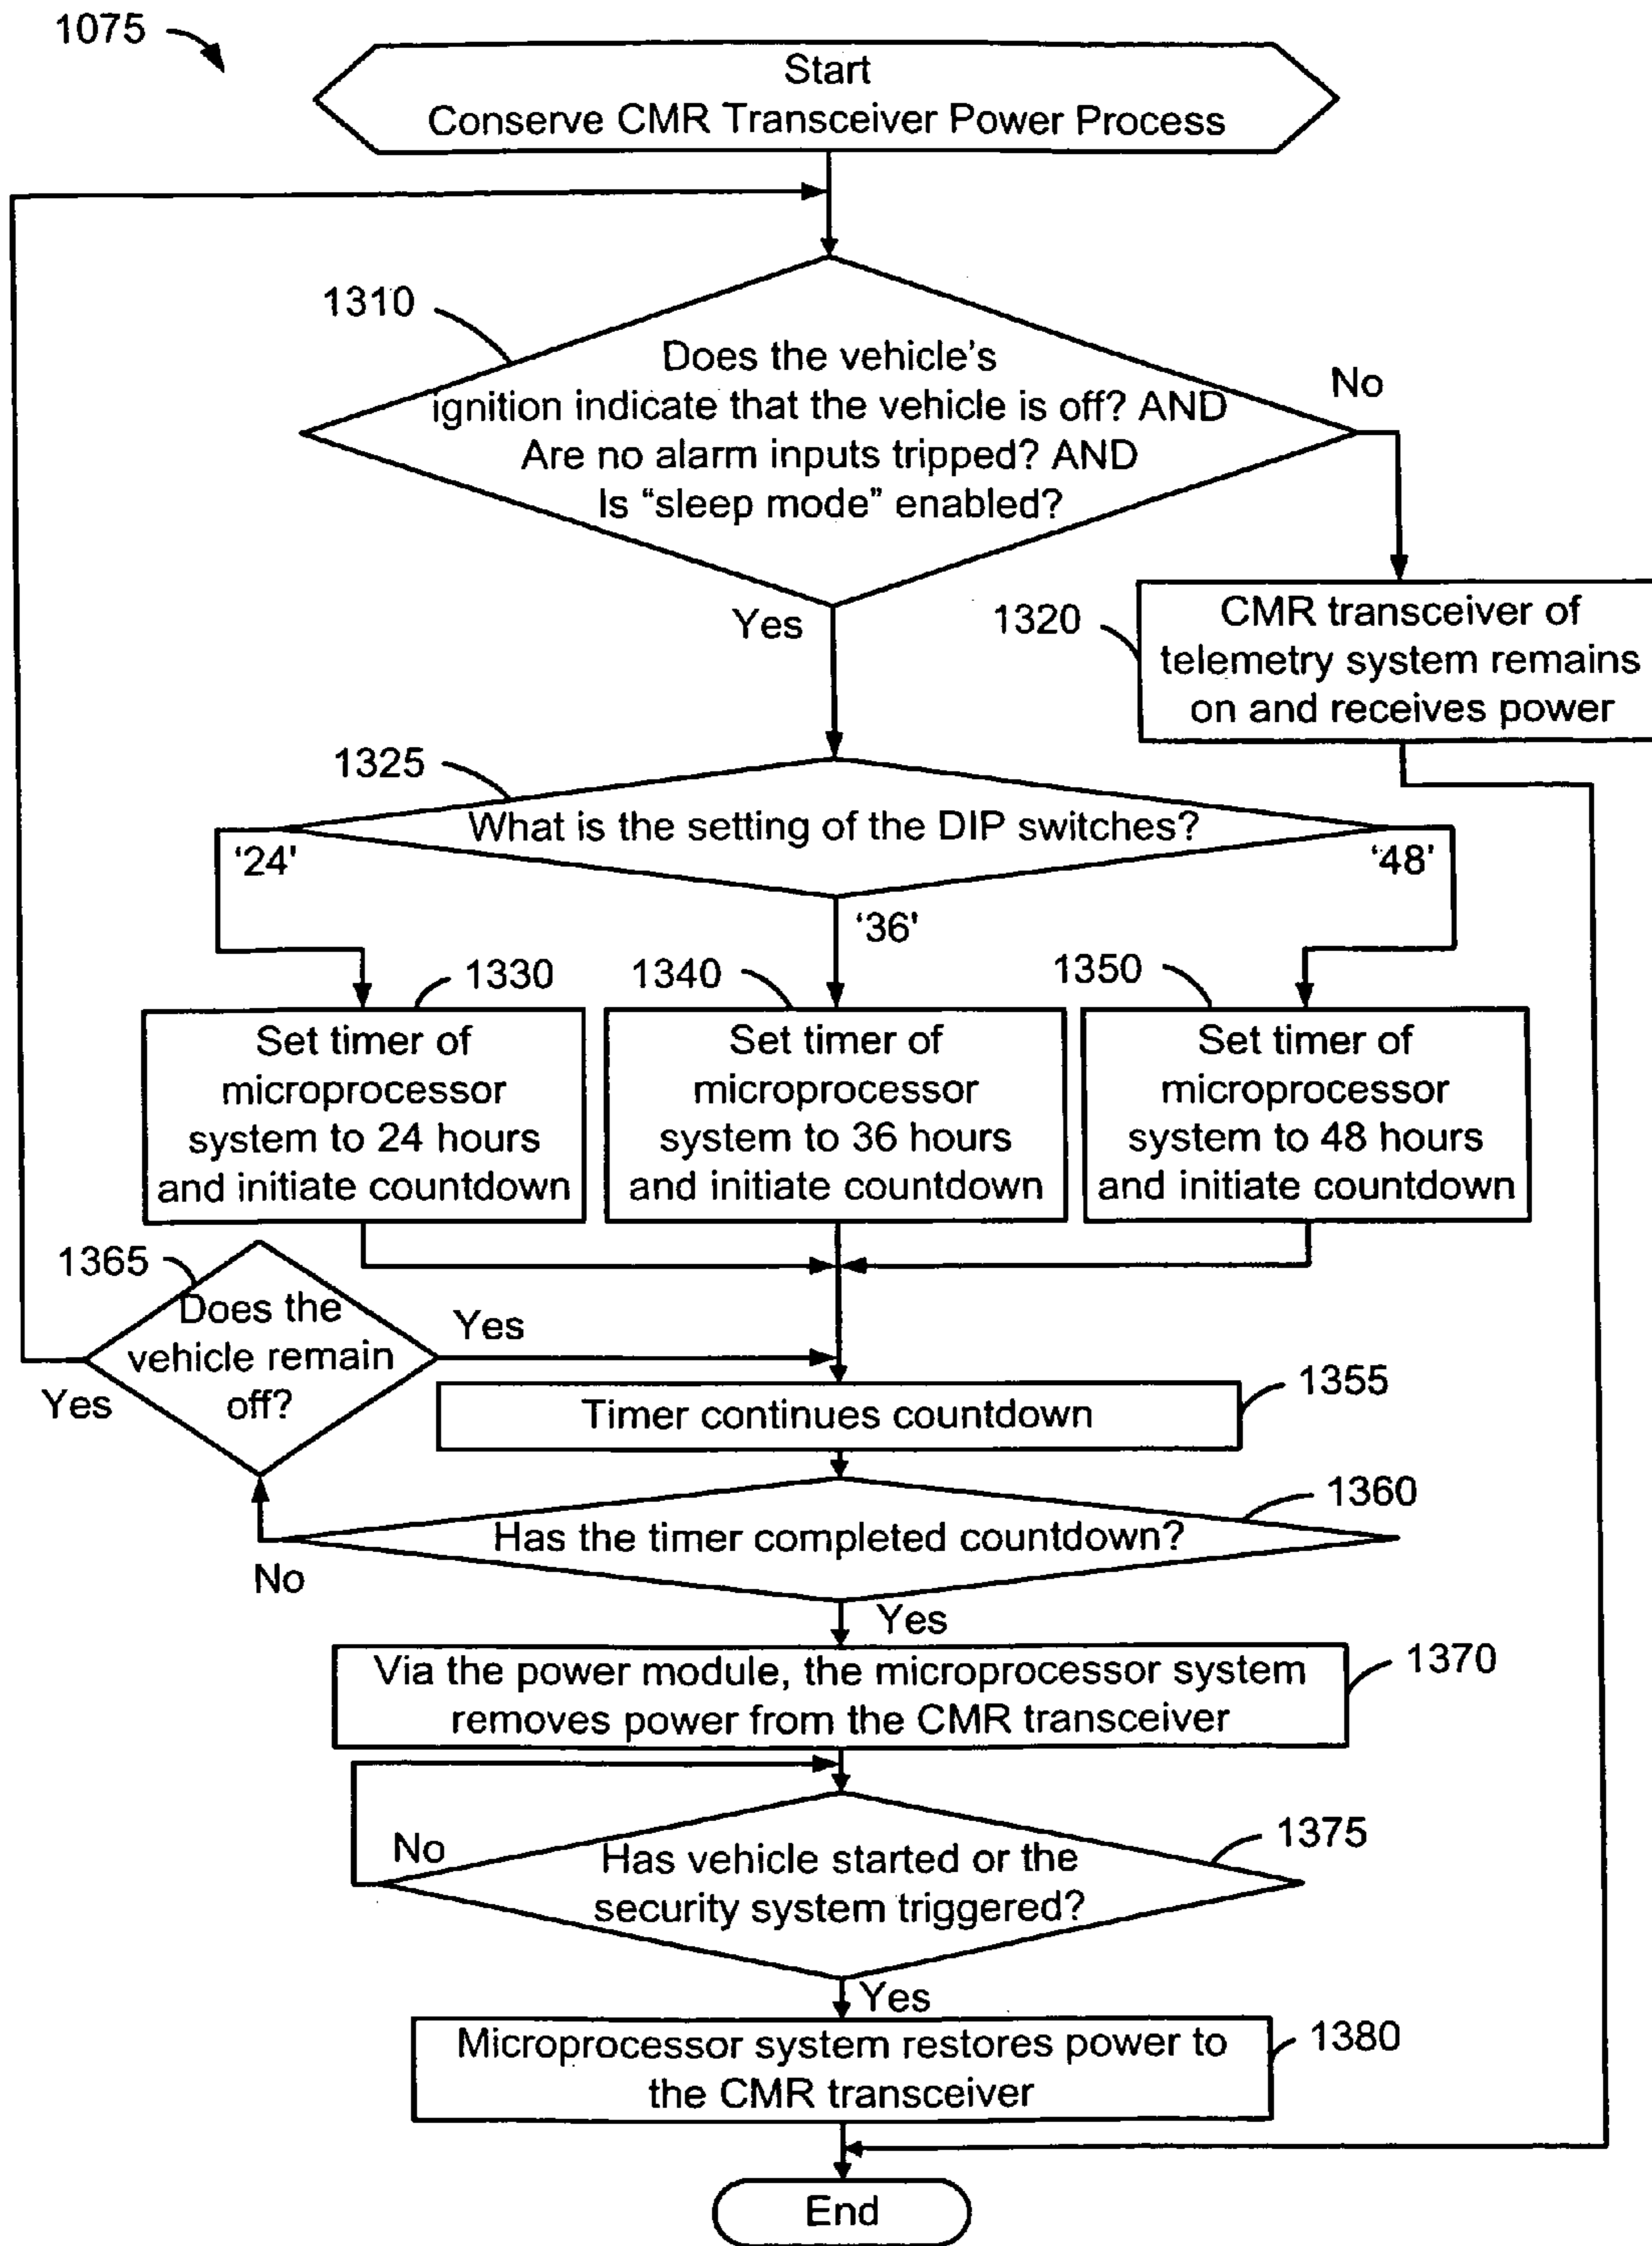 1075
Start
Conserve CMR Transceiver Power Process
1310
Does the vehicle's
ignition indicate that the vehicle is off? AND
Are no alarm inputs tripped? AND
Is “sleep mode” enabled?
No
Yes
1320
CMR transceiver of
telemetry system remains
on and receives power
1325
What is the setting of the DIP switches?
‘24’
‘36’
‘48’
1330
Set timer of
microprocessor
system to 24 hours
and initiate countdown
1340
Set timer of
microprocessor
system to 36 hours
and initiate countdown
1350
Set timer of
microprocessor
system to 48 hours
and initiate countdown
1365
Does the
vehicle remain
off?
Yes
Yes
1355
Timer continues countdown
1360
Has the timer completed countdown?
No
Yes
1370
Via the power module, the microprocessor system
removes power from the CMR transceiver
1375
No
Has vehicle started or the
security system triggered?
Yes
1380
Microprocessor system restores power to
the CMR transceiver
End